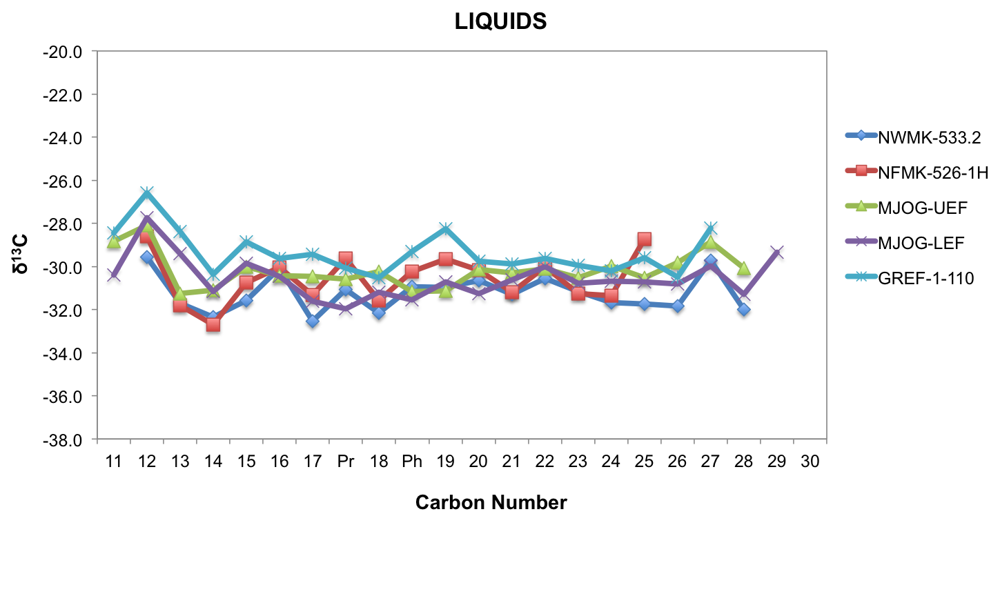 LIQUIDS
-20.0
-22.0
-24.0
-26.0
-28.0
-30.0
-32.0
-34.0
-36.0
-38.0
δ¹³C
11 12 13 14 15 16 17 Pr 18 Ph 19 20 21 22 23 24 25 26 27 28 29 30
Carbon Number
NWMK-533.2
NFMK-526-1H
MJOG-UEF
MJOG-LEF
GREF-1-110